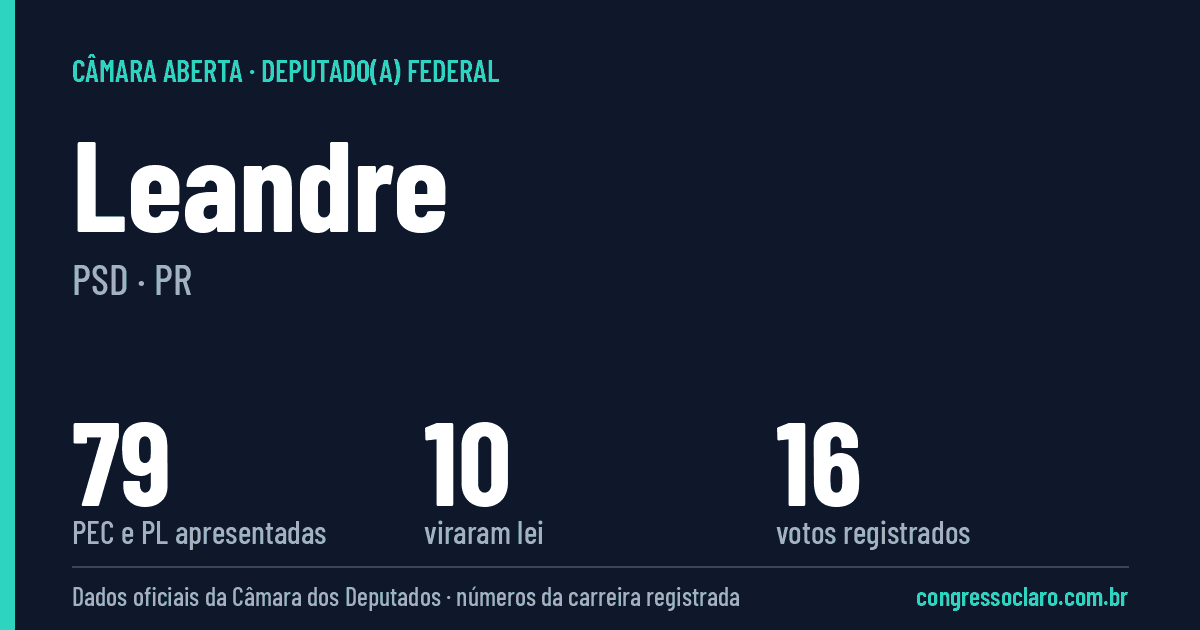 CÂMARA ABERTA · DEPUTADO(A) FEDERAL
Leandre
PSD · PR
79 10 16
PEC e PL apresentadas viraram lei votos registrados
Dados oficiais da Câmara dos Deputados · números da carreira registrada congressoclaro.com.br